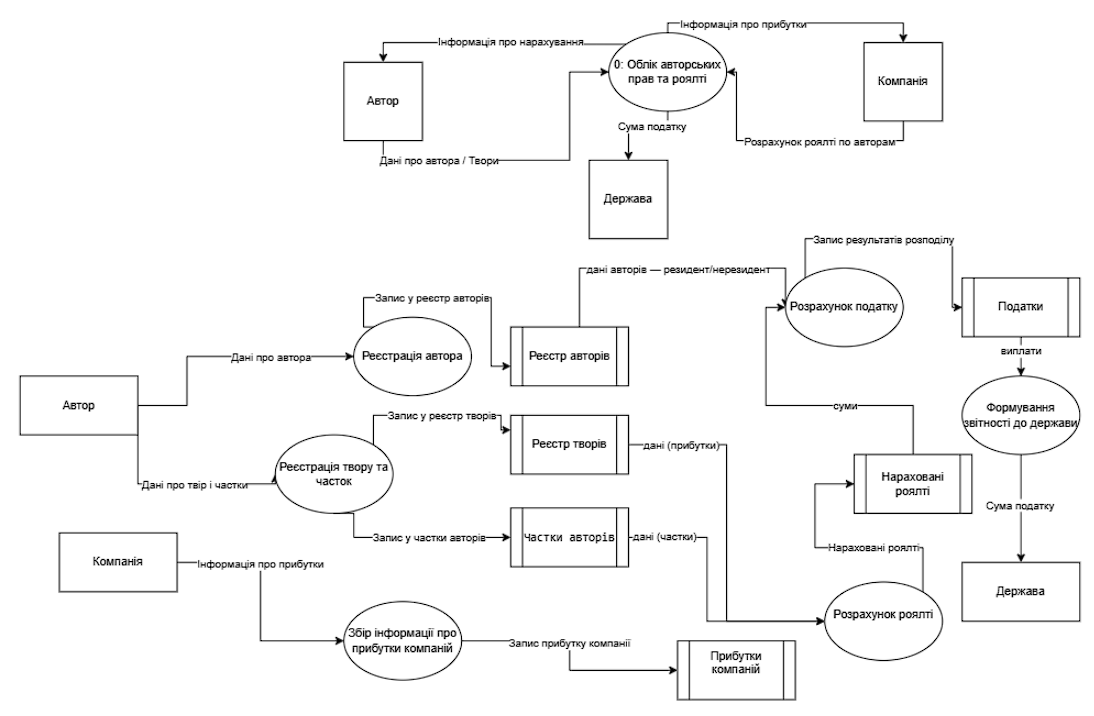 Інформація про прибутки
Інформація про нарахування
0: Облік авторських
прав та роялті
Автор
Компанія
Сума податку
Розрахунок роялті по авторам
Дані про автора / Твори
Держава
Запис результатів розподілу
дані авторів — резидент/нерезидент
Запис у реєстр авторів
Розрахунок податку
Податки
Дані про автора
Реєстрація автора
Реєстр авторів
виплати
Автор
суми
Формування
звітності до держави
Запис у реєстр творів
Реєстр творів
дані (прибутки)
Реєстрація твору та
часток
Дані про твір і частки
Нараховані
роялті
Сума податку
Запис у частки авторів
Частки авторів
дані (частки)
Нараховані роялті
Компанія
Інформація про прибутки
Держава
Розрахунок роялті
Збір інформації про
прибутки компаній
Запис прибутку компанії
Прибутки
компаній